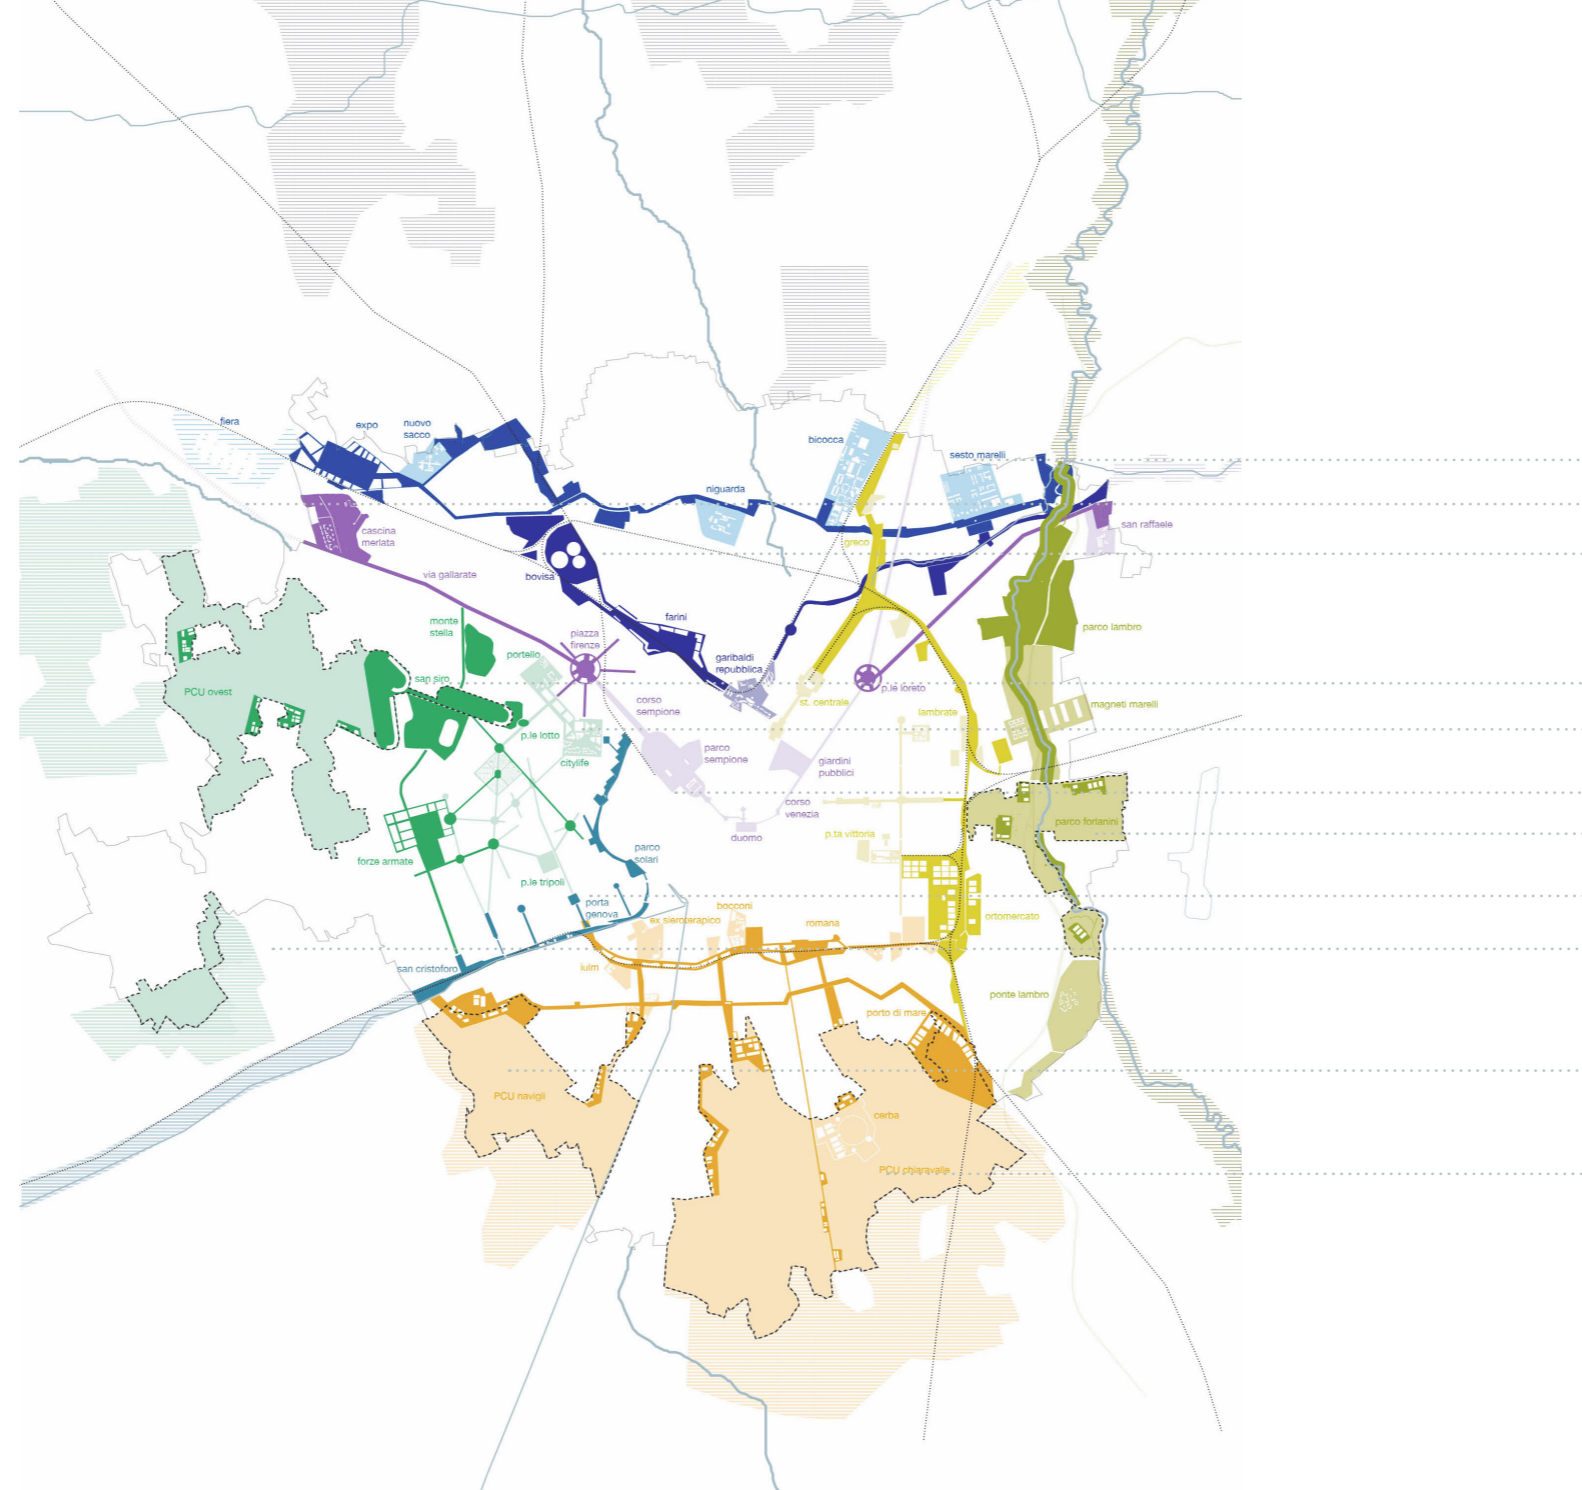 fiera
expo
nuovo
sacco
bicocca
sesto marelli
niguarda
san raffaele
cascina
merlata
greco
via gallarate
bovisa
monte
stella
farini
piazza
firenze
parco lambro
portello
garibaldi
repubblica
san siro
PCU ovest
p.le loreto
corso
sempione
st. centrale
magneti marelli
lambrate
p.le lotto
parco
sempione
citylife
giardini
pubblici
corso
venezia
parco forlanini
duomo
p.ta vittoria
parco
solari
forze armate
p.le tripoli
porta
genova
bocconi
ex sieroterapico
romana
ortomercato
iulm
san cristoforo
ponte lambro
porto di mare
PCU navigli
cerba
PCU chiaravalle